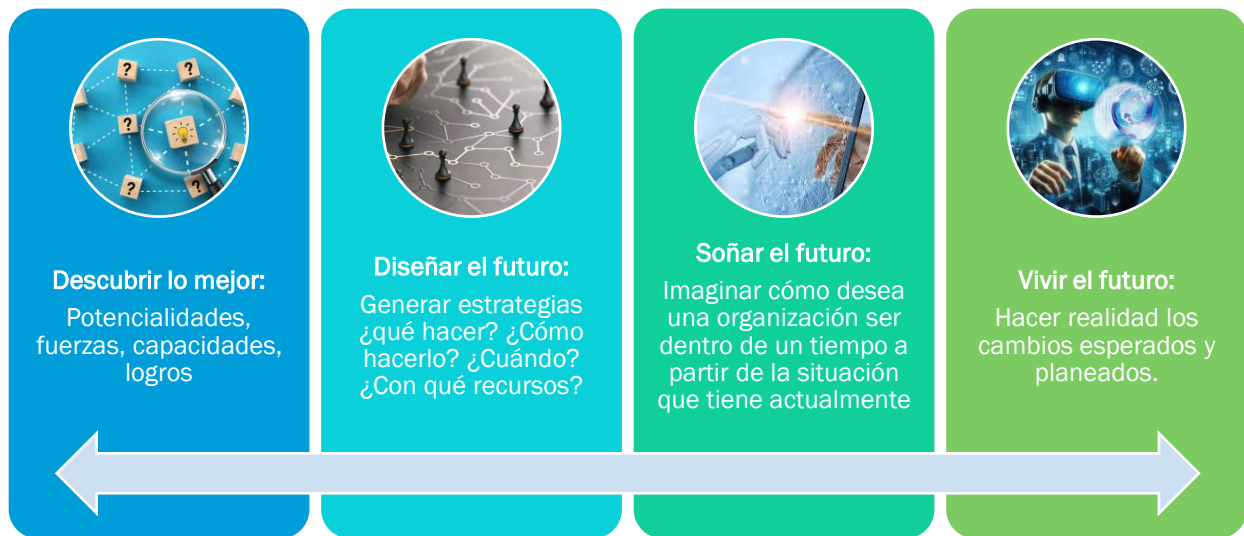 ?
?
?
?
?
Descubrir lo mejor:
Potencialidades,
fuerzas, capacidades,
logros
Diseñar el futuro:
Generar estrategias
¿qué hacer? ¿Cómo
hacerlo? ¿Cuándo?
¿Con qué recursos?
Soñar el futuro:
Imaginar cómo desea
una organización ser
dentro de un tiempo a
partir de la situación
que tiene actualmente
Vivir el futuro:
Hacer realidad los
cambios esperados y
planeados.